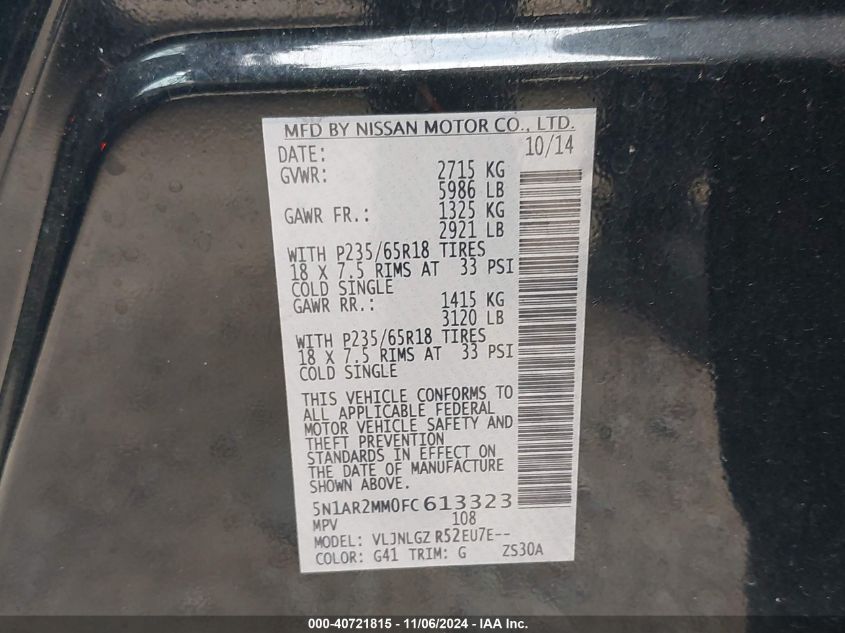 MFD BY NISSAN MOTOR CO., LTD.
DATE: 10/14
GVWR: 2715 KG
5986 LB
GAWR FR.: 1325 KG
2921 LB
WITH P235/65R18 TIRES
18 X 7.5 RIMS AT 33 PSI
COLD SINGLE
GAWR RR.: 1415 KG
3120 LB
WITH P235/65R18 TIRES
18 X 7.5 RIMS AT 33 PSI
COLD SINGLE
THIS VEHICLE CONFORMS TO
ALL APPLICABLE FEDERAL
MOTOR VEHICLE SAFETY AND
THEFT PREVENTION
STANDARDS IN EFFECT ON
THE DATE OF MANUFACTURE
SHOWN ABOVE.
5N1AR2MM0FC613323
MPV 108
MODEL: VLJNLGZ R52EU7E--
COLOR: G41 TRIM: G ZS30A
000-40721815 - 11/06/2024 - IAA Inc.